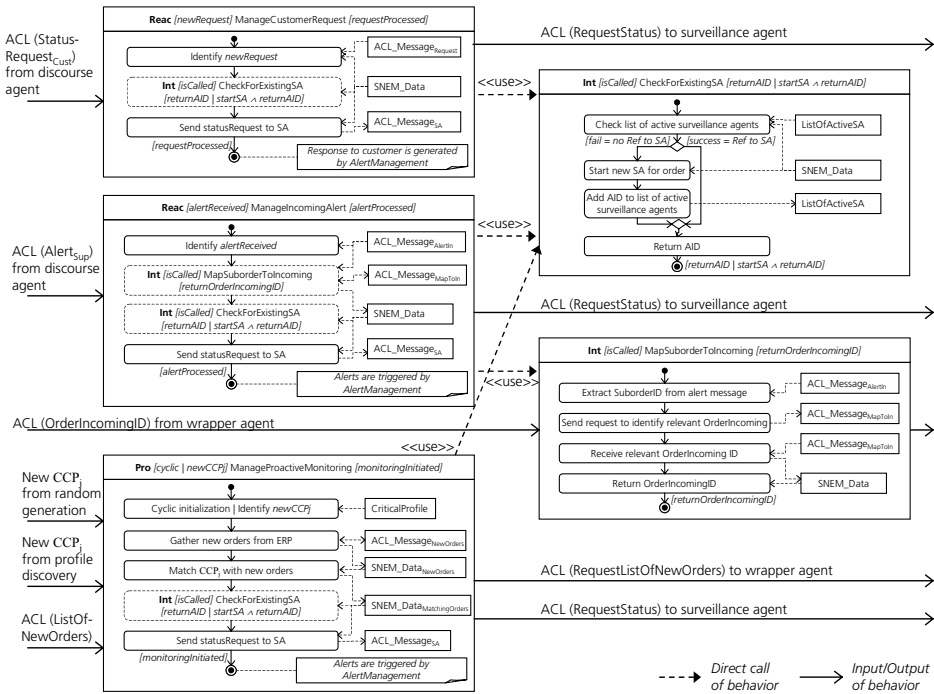 ACL (Status-
Request_Cust)
from discourse
agent
Reac [newRequest] ManageCustomerRequest [requestProcessed]
Identify newRequest
Int [isCalled] CheckForExistingSA
[returnAID | startSA ∧ returnAID]
Send statusRequest to SA
[requestProcessed]
ACL_Message_Request
SNEM_Data
ACL_Message_SA
Response to customer is generated
by AlertManagement
ACL (RequestStatus) to surveillance agent
<<use>>
Int [isCalled] CheckForExistingSA [returnAID | startSA ∧ returnAID]
Check list of active surveillance agents
[fail = no Ref to SA]
[success = Ref to SA]
Start new SA for order
Add AID to list of active
surveillance agents
Return AID
[returnAID | startSA ∧ returnAID]
ListOfActiveSA
SNEM_Data
ListOfActiveSA
ACL (Alert_Sup)
from discourse
agent
Reac [alertReceived] ManageIncomingAlert [alertProcessed]
Identify alertReceived
Int [isCalled] MapSuborderToIncoming
[returnOrderIncomingID]
Int [isCalled] CheckForExistingSA
[returnAID | startSA ∧ returnAID]
Send statusRequest to SA
[alertProcessed]
ACL_Message_AlertIn
ACL_Message_MapToIn
SNEM_Data
ACL_Message_SA
Alerts are triggered by
AlertManagement
<<use>>
ACL (RequestStatus) to surveillance agent
<<use>>
Int [isCalled] MapSuborderToIncoming [returnOrderIncomingID]
Extract SuborderID from alert message
Send request to identify relevant OrderIncoming
Receive relevant OrderIncoming ID
Return OrderIncomingID
[returnOrderIncomingID]
ACL_Message_AlertIn
ACL_Message_MapToIn
ACL_Message_MapToIn
SNEM_Data
ACL (OrderIncomingID) from wrapper agent
<<use>>
New CCP_j
from random
generation
New CCP_j
from profile
discovery
ACL (ListOf-
NewOrders)
Pro [cyclic | newCCPj] ManageProactiveMonitoring [monitoringInitiated]
Cyclic initialization | Identify newCCPj
Gather new orders from ERP
Match CCP_j with new orders
Int [isCalled] CheckForExistingSA
[returnAID | startSA ∧ returnAID]
Send statusRequest to SA
[monitoringInitiated]
CriticalProfile
ACL_Message_NewOrders
SNEM_Data_NewOrders
SNEM_Data_MatchingOrders
ACL_Message_SA
Alerts are triggered by
AlertManagement
ACL (RequestListOfNewOrders) to wrapper agent
ACL (RequestStatus) to surveillance agent
Direct call
of behavior
Input/Output
of behavior